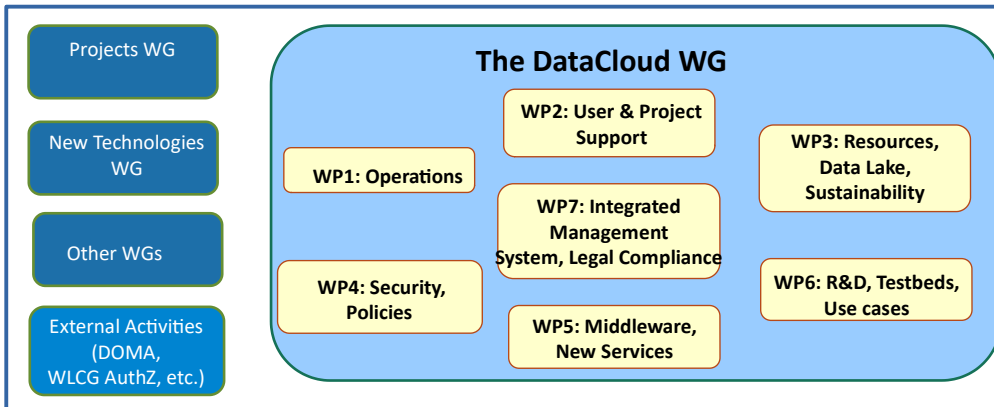 Projects WG
New Technologies
WG
Other WGs
External Activities
(DOMA,
WLCG AuthZ, etc.)
The DataCloud WG
WP2: User & Project
Support
WP1: Operations
WP3: Resources,
Data Lake,
Sustainability
WP7: Integrated
Management
System, Legal Compliance
WP4: Security,
Policies
WP6: R&D, Testbeds,
Use cases
WP5: Middleware,
New Services